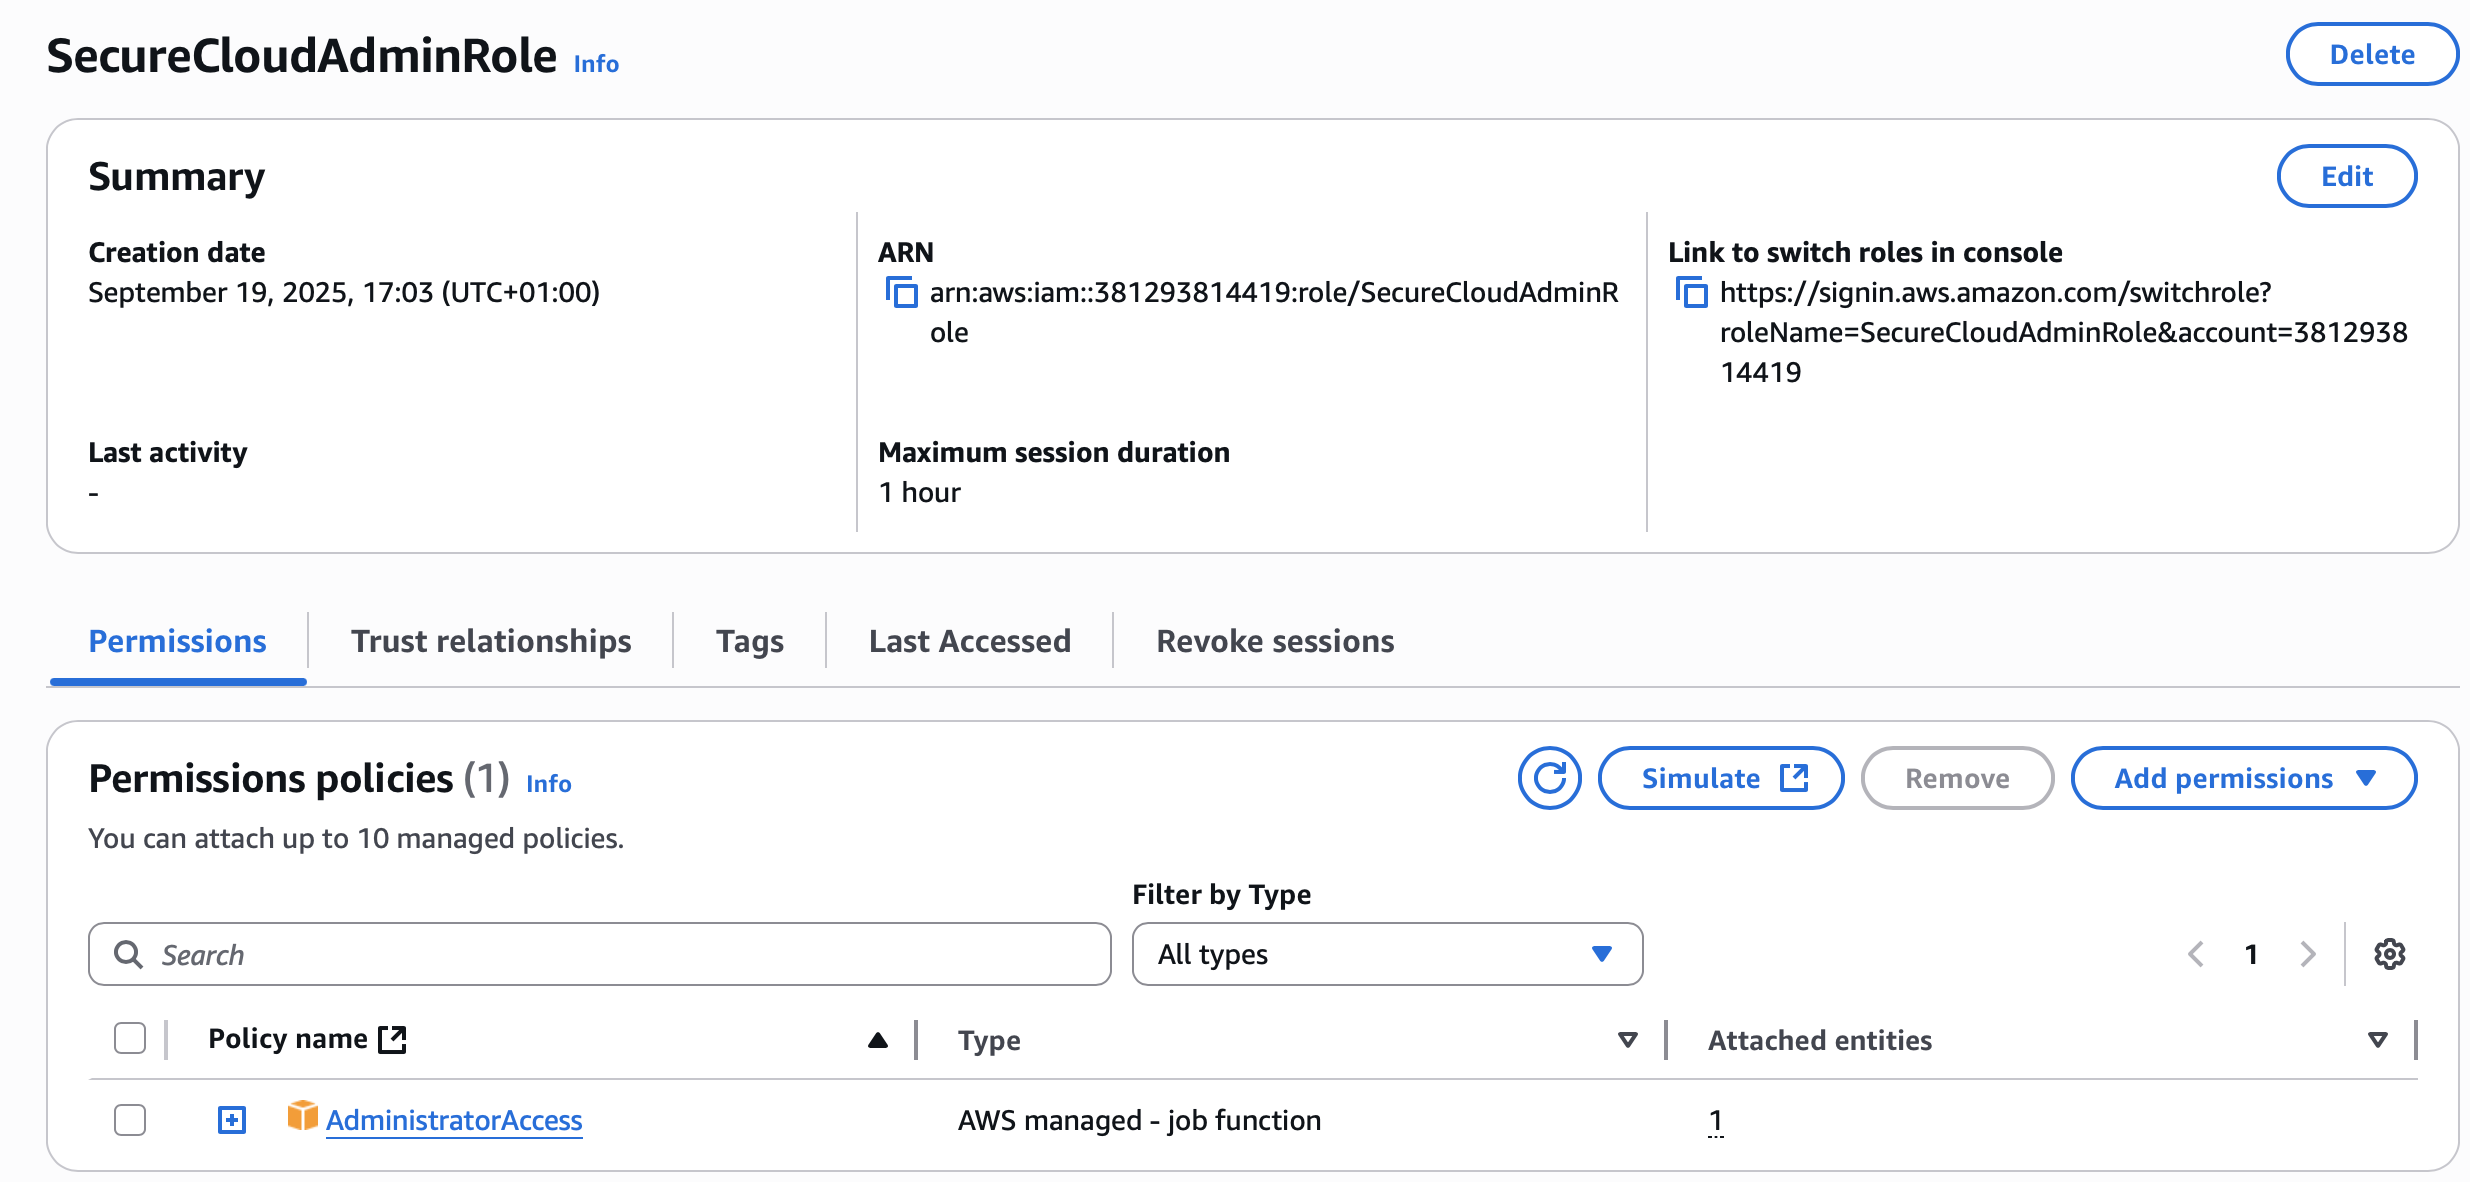 SecureCloudAdminRole Info
Delete
Summary
Edit
Creation date
September 19, 2025, 17:03 (UTC+01:00)
ARN
arn:aws:iam::381293814419:role/SecureCloudAdminR
ole
Link to switch roles in console
https://signin.aws.amazon.com/switchrole?
roleName=SecureCloudAdminRole&account=3812938
14419
Last activity
-
Maximum session duration
1 hour
Permissions
Trust relationships
Tags
Last Accessed
Revoke sessions
Permissions policies (1) Info
Simulate
Remove
Add permissions
You can attach up to 10 managed policies.
Filter by Type
Search
All types
1
Policy name
Type
Attached entities
AdministratorAccess
AWS managed - job function
1